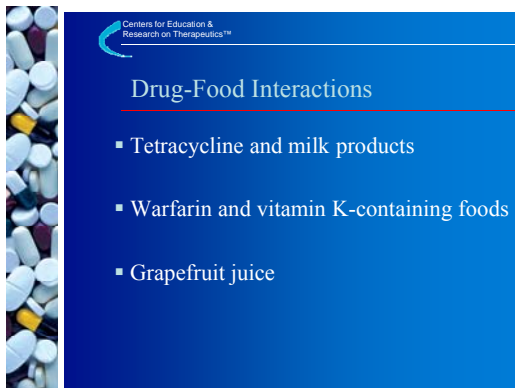 Centers for Education &
Research on Therapeutics™
Drug-Food Interactions
▪ Tetracycline and milk products
▪ Warfarin and vitamin K-containing foods
▪ Grapefruit juice